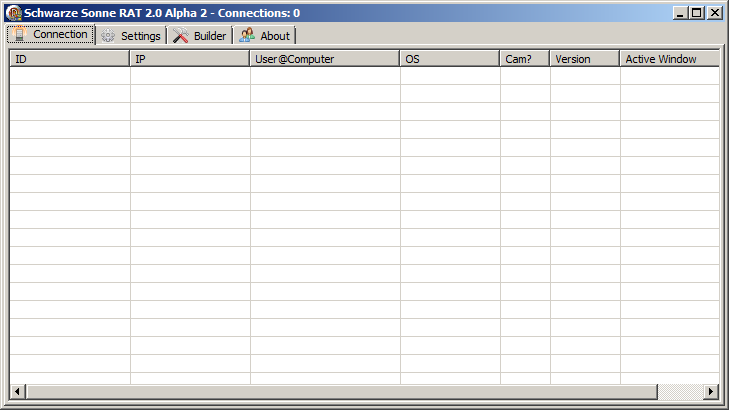 Schwarze Sonne RAT 2.0 Alpha 2 - Connections: 0
Connection Settings Builder About
ID IP User@Computer OS Cam? Version Active Window